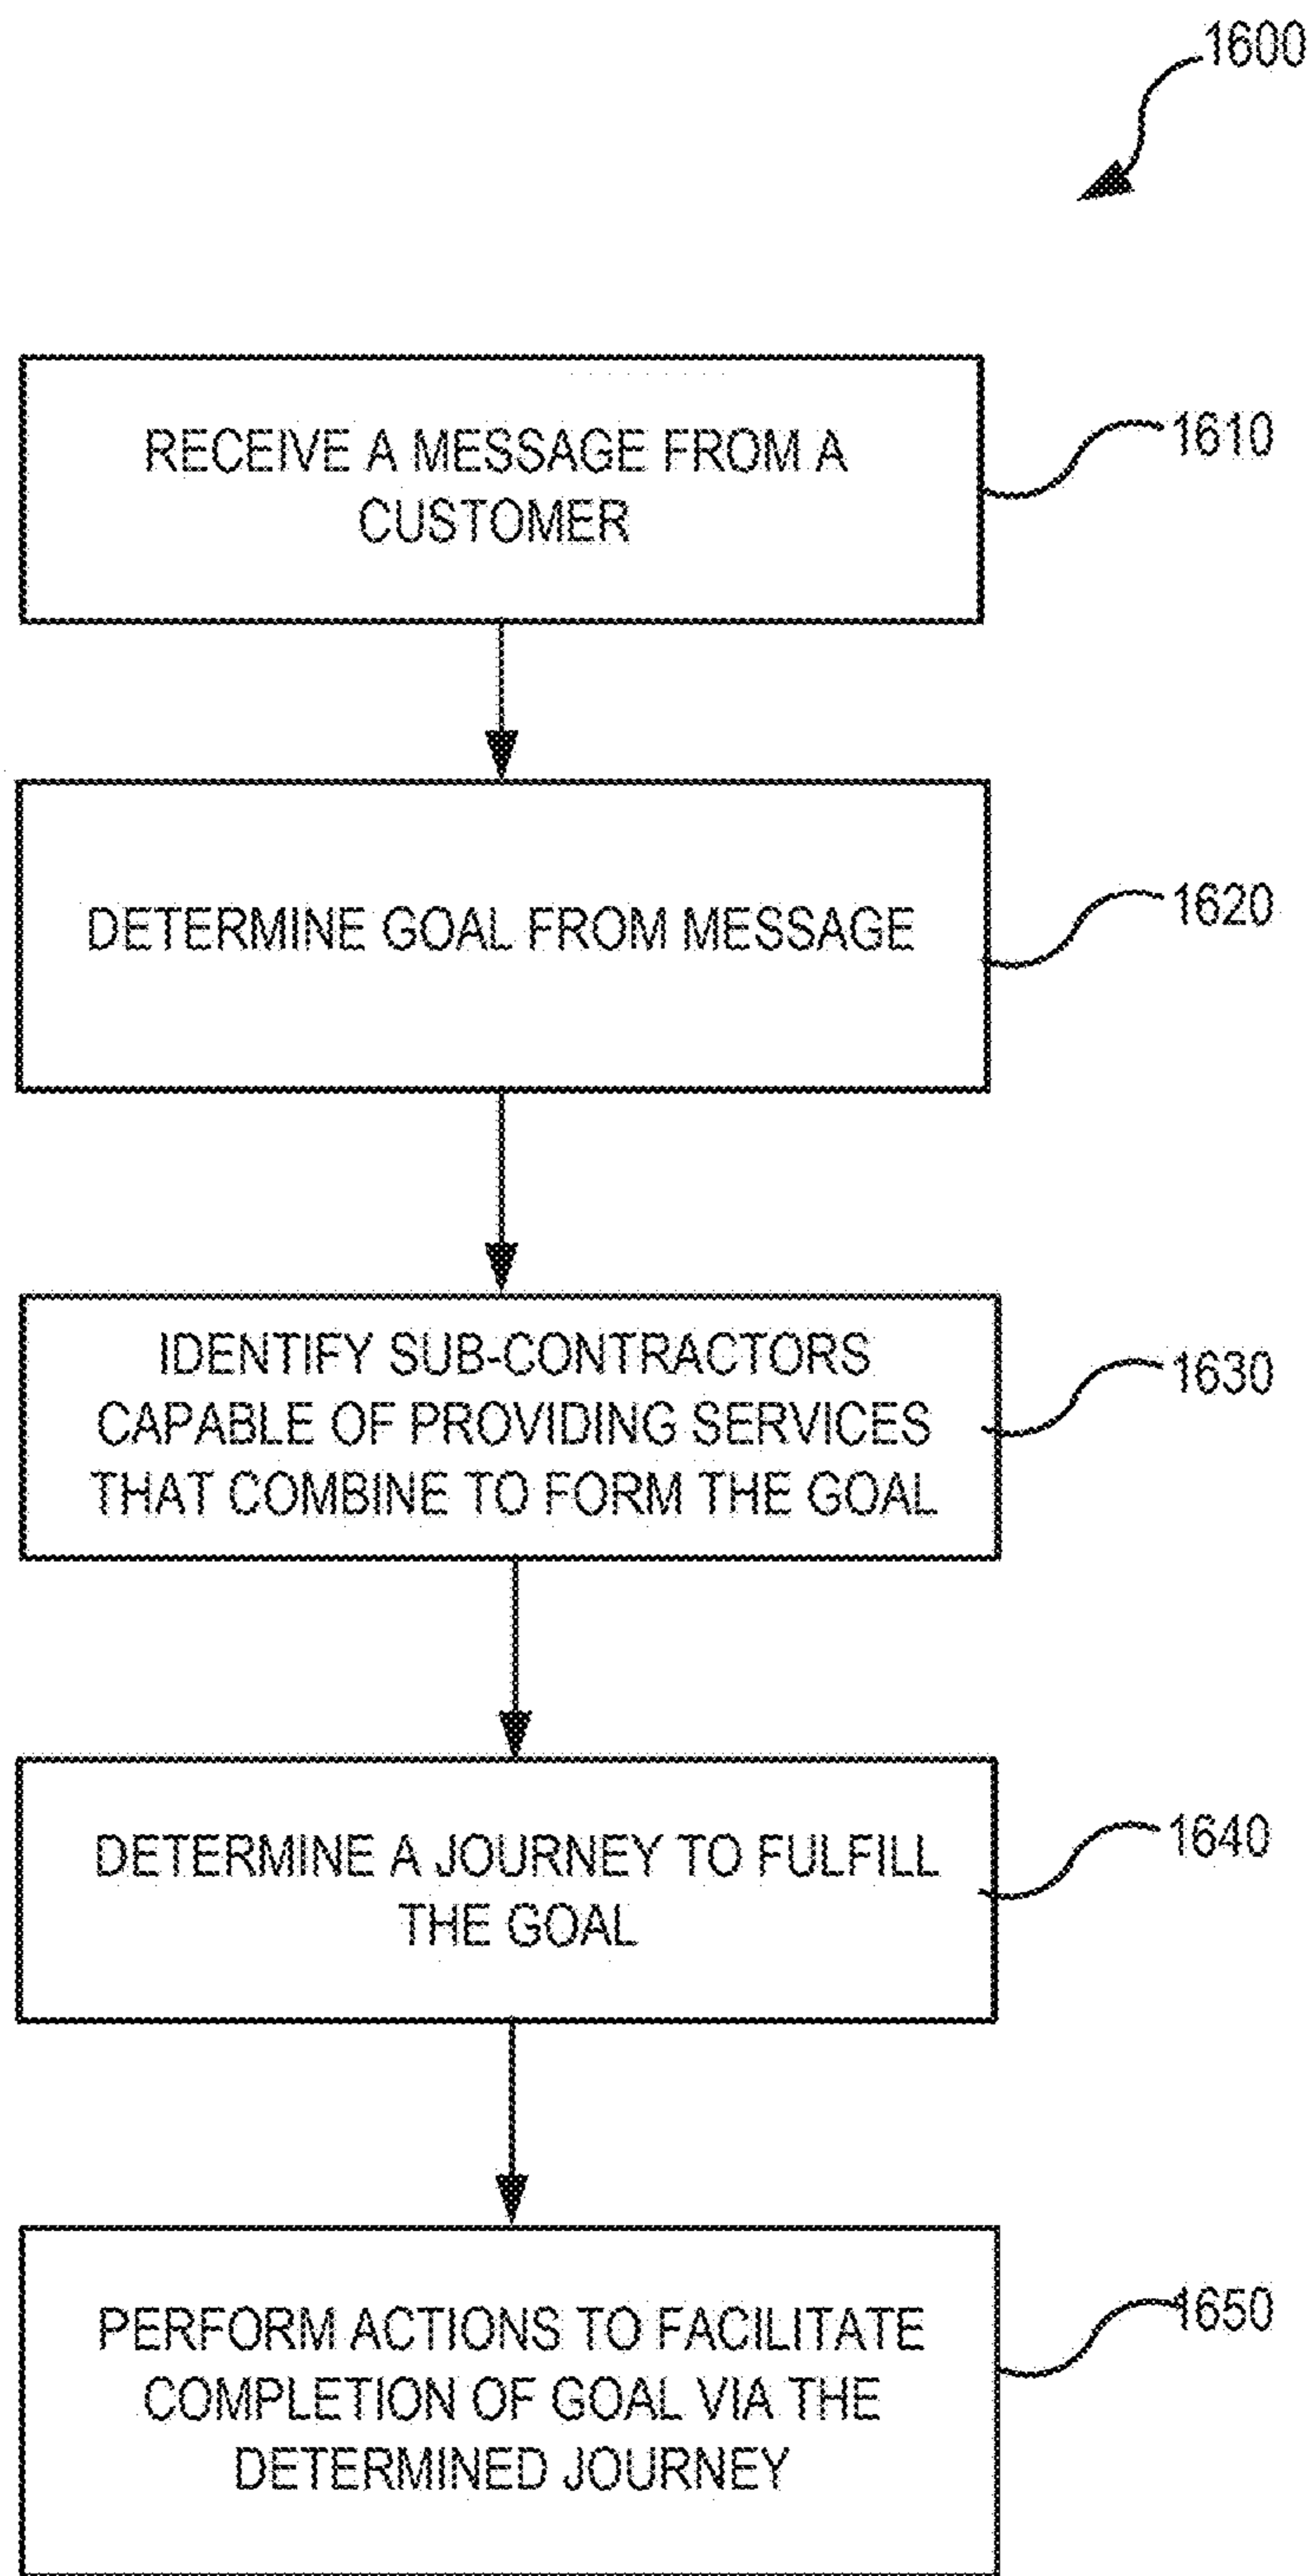 1600
RECEIVE A MESSAGE FROM A
CUSTOMER
1610
DETERMINE GOAL FROM MESSAGE
1620
IDENTIFY SUB-CONTRACTORS
CAPABLE OF PROVIDING SERVICES
THAT COMBINE TO FORM THE GOAL
1630
DETERMINE A JOURNEY TO FULFILL
THE GOAL
1640
PERFORM ACTIONS TO FACILITATE
COMPLETION OF GOAL VIA THE
DETERMINED JOURNEY
1650